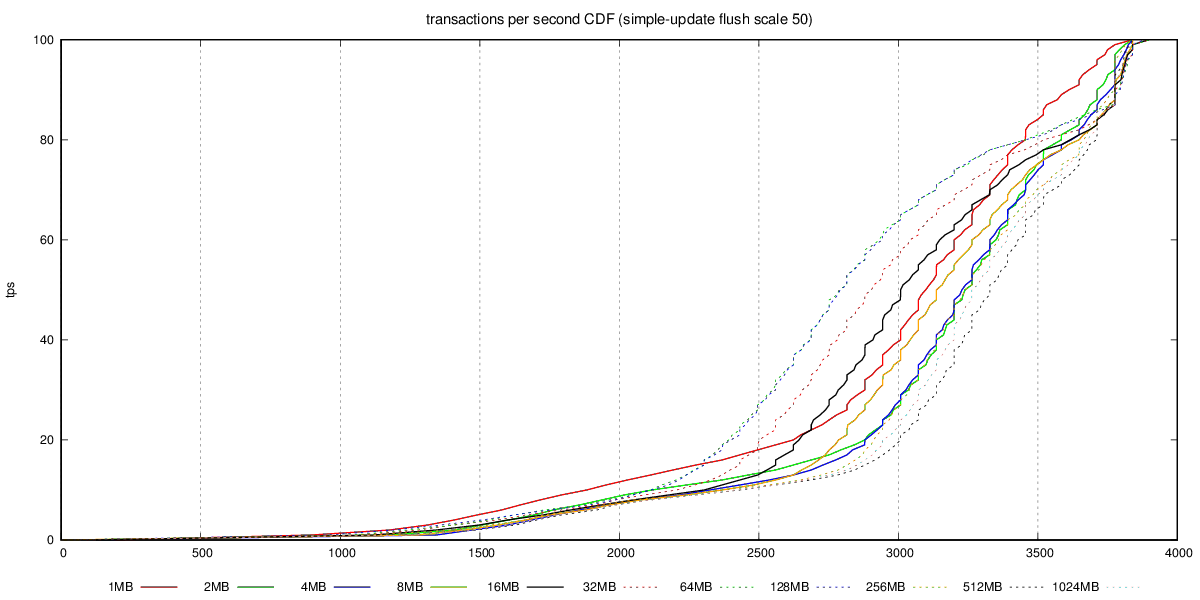 transactions per second CDF (simple-update flush scale 50)
100
80
60
40
20
0
tps
0 500 1000 1500 2000 2500 3000 3500 4000
1MB 2MB 4MB 8MB 16MB 32MB 64MB 128MB 256MB 512MB 1024MB